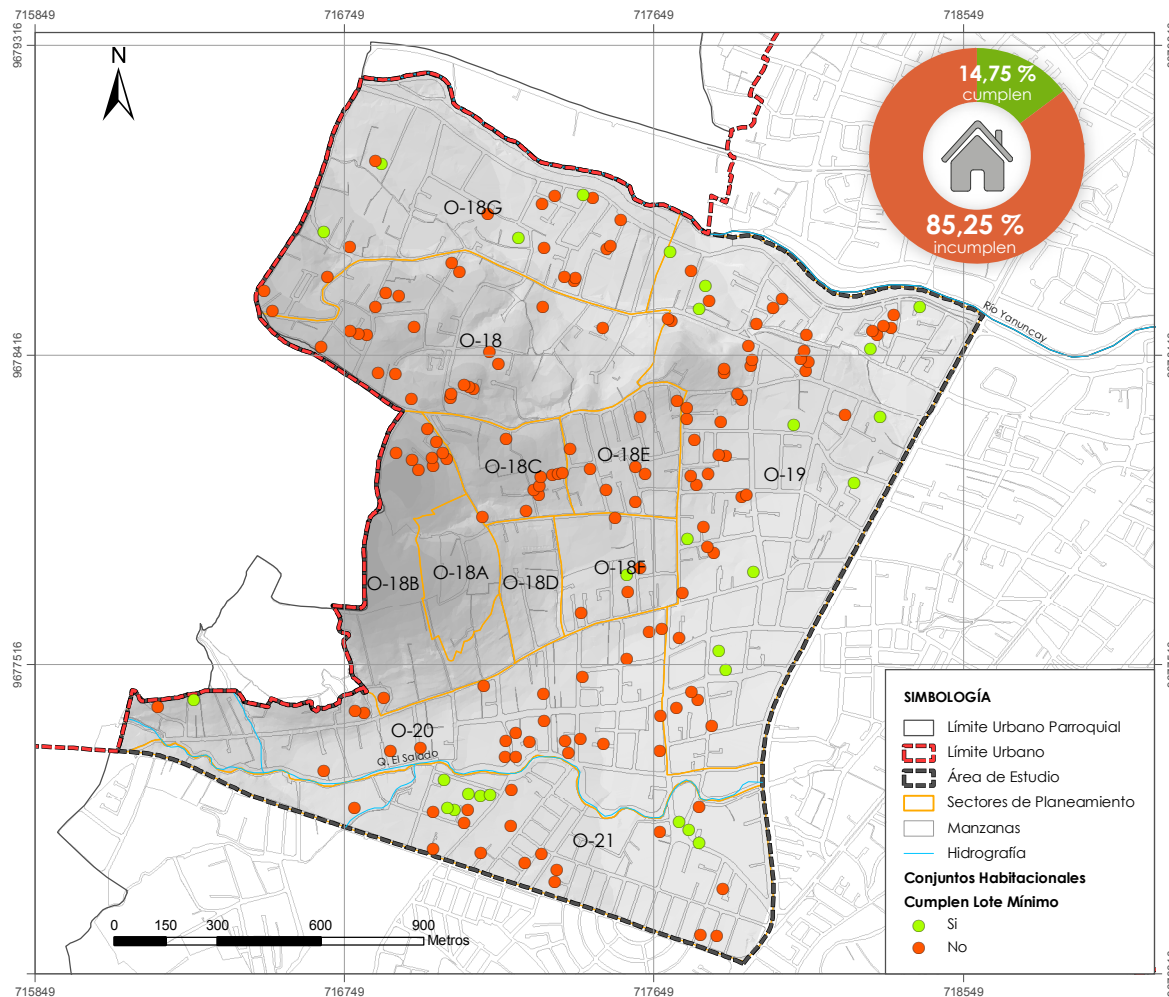 715849
716749
717649
718549
9679316
N
14,75 %
cumplen
85,25 %
incumplen
O-18G
O-18
Río Yanuncay
9678416
O-18C
O-18E
O-19
O-18B
O-18A
O-18D
O-18F
9677516
O-20
Q. El Salado
O-21
0
150
300
600
900
Metros
SIMBOLOGÍA
Límite Urbano Parroquial
Límite Urbano
Área de Estudio
Sectores de Planeamiento
Manzanas
Hidrografía
Conjuntos Habitacionales
Cumplen Lote Mínimo
Si
No
715849
716749
717649
718549